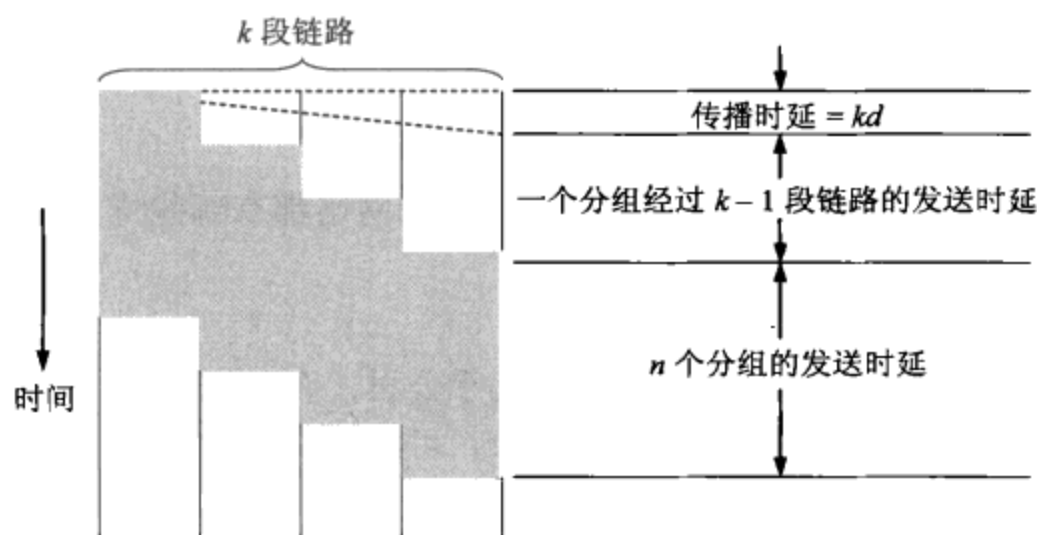 k 段链路
传播时延 = kd
一个分组经过 k – 1 段链路的发送时延
n 个分组的发送时延
时间